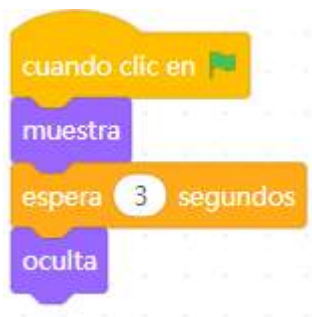 cuando clic en
muestra
espera 3 segundos
oculta